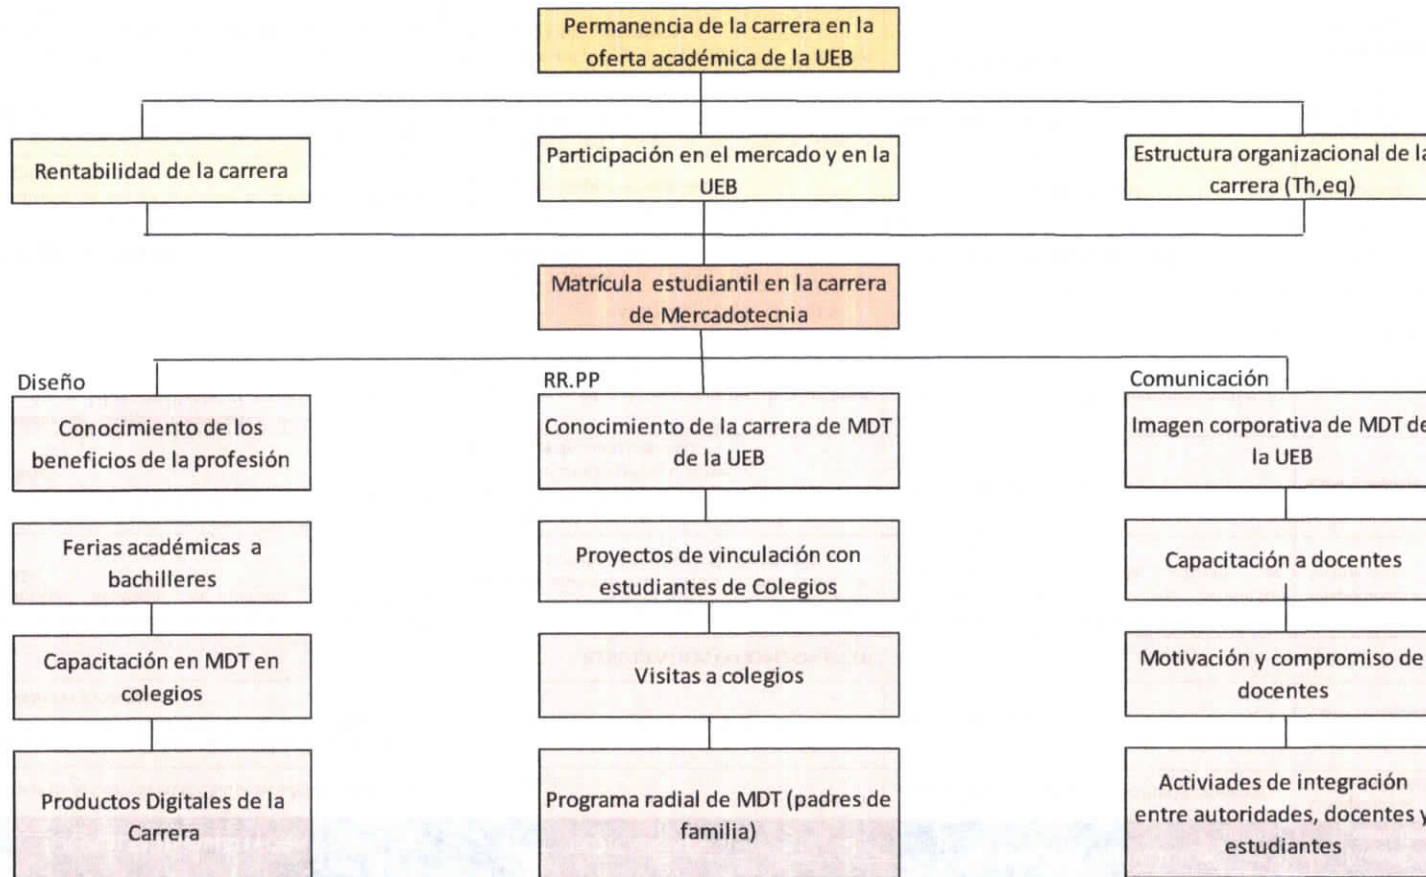 Permanencia de la carrera en la
oferta académica de la UEB
Rentabilidad de la carrera
Participación en el mercado y en la
UEB
Estructura organizacional de la
carrera (Th,eq)
Matrícula estudiantil en la carrera
de Mercadotecnia
Diseño
RR.PP
Comunicación
Conocimiento de los
beneficios de la profesión
Conocimiento de la carrera de MDT
de la UEB
Imagen corporativa de MDT de
la UEB
Ferias académicas a
bachilleres
Proyectos de vinculación con
estudiantes de Colegios
Capacitación a docentes
Capacitación en MDT en
colegios
Visitas a colegios
Motivación y compromiso de
docentes
Productos Digitales de la
Carrera
Programa radial de MDT (padres de
familia)
Activiades de integración
entre autoridades, docentes y
estudiantes